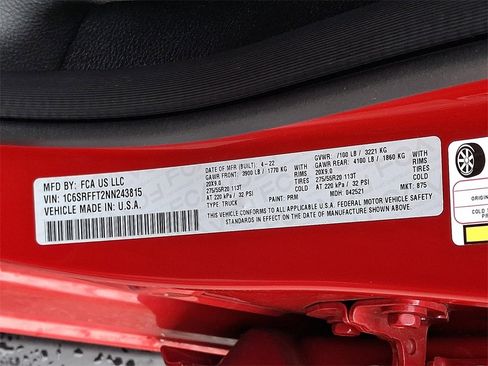 MFD BY: FCA US LLC
VIN: 1C6SRFFT2NN243815
VEHICLE MADE IN: U.S.A.
DATE OF MFR (BUILT): 4-22
GAWR FRONT: 3900 LB / 1770 KG WITH
20X9.0 RIMS
275/55R20 113T TIRES
AT 220 kPa / 32 PSI COLD
TYPE: TRUCK PAINT: PRM
GVWR: 7100 LB / 3221 KG
GAWR REAR: 4100 LB / 1860 KG WITH
20X9.0 RIMS
275/55R20 113T TIRES
AT 220 kPa / 32 PSI COLD
MDH: 042521 MKT: 875
THIS VEHICLE CONFORMS TO ALL APPLICABLE FEDERAL MOTOR VEHICLE SAFETY
STANDARDS IN EFFECT ON THE DATE OF MANUFACTURE SHOWN ABOVE.
ORIGIN
COLD